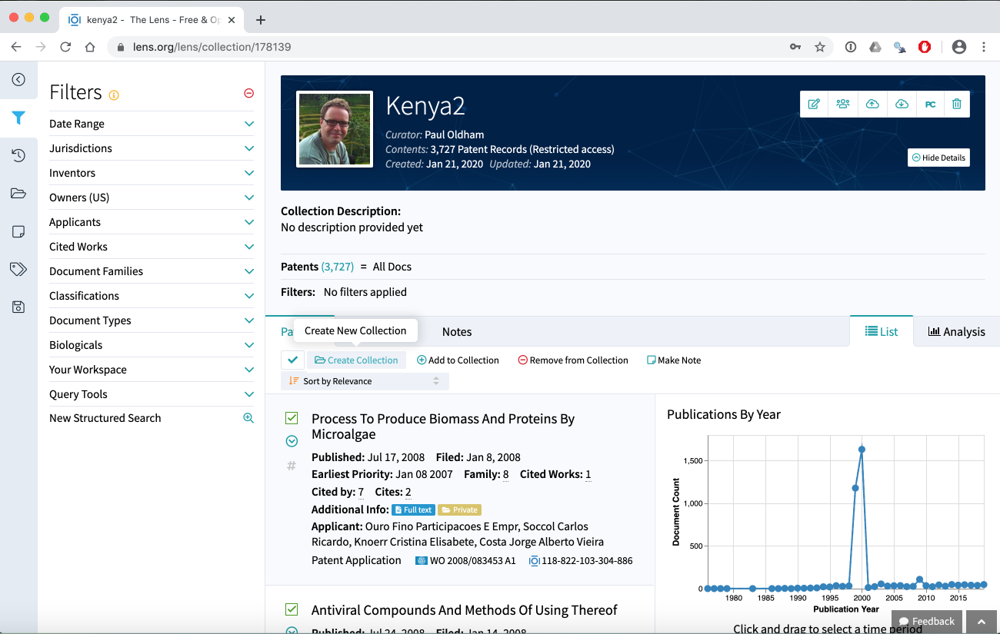 kenya2 - The Lens - Free & Op
lens.org/lens/collection/178139
Filters
Date Range
Jurisdictions
Inventors
Owners (US)
Applicants
Cited Works
Document Families
Classifications
Document Types
Biologicals
Your Workspace
Query Tools
New Structured Search
Kenya2
Curator: Paul Oldham
Contents: 3,727 Patent Records (Restricted access)
Created: Jan 21, 2020 Updated: Jan 21, 2020
PC
Hide Details
Collection Description:
No description provided yet
Patents (3,727) = All Docs
Filters: No filters applied
Pa
Create New Collection
Notes
List
Analysis
Create Collection
Add to Collection
Remove from Collection
Make Note
Sort by Relevance
Process To Produce Biomass And Proteins By
Microalgae
Published: Jul 17, 2008 Filed: Jan 8, 2008
Earliest Priority: Jan 08 2007 Family: 8 Cited Works: 1
Cited by: 7 Cites: 2
Additional Info: Full text Private
Applicant: Ouro Fino Participacoes E Empr, Soccol Carlos
Ricardo, Knoerr Cristina Elisabete, Costa Jorge Alberto Vieira
Patent Application WO 2008/083453 A1 118-822-103-304-886
#
Antiviral Compounds And Methods Of Using Thereof
Published: Jul 24, 2008 Filed: Jan 14, 2008
Publications By Year
Document Count
1,500
1,000
500
0
1980 1985 1990 1995 2000 2005 2010 2015
Publication Year
Click and drag to select a time period
Feedback